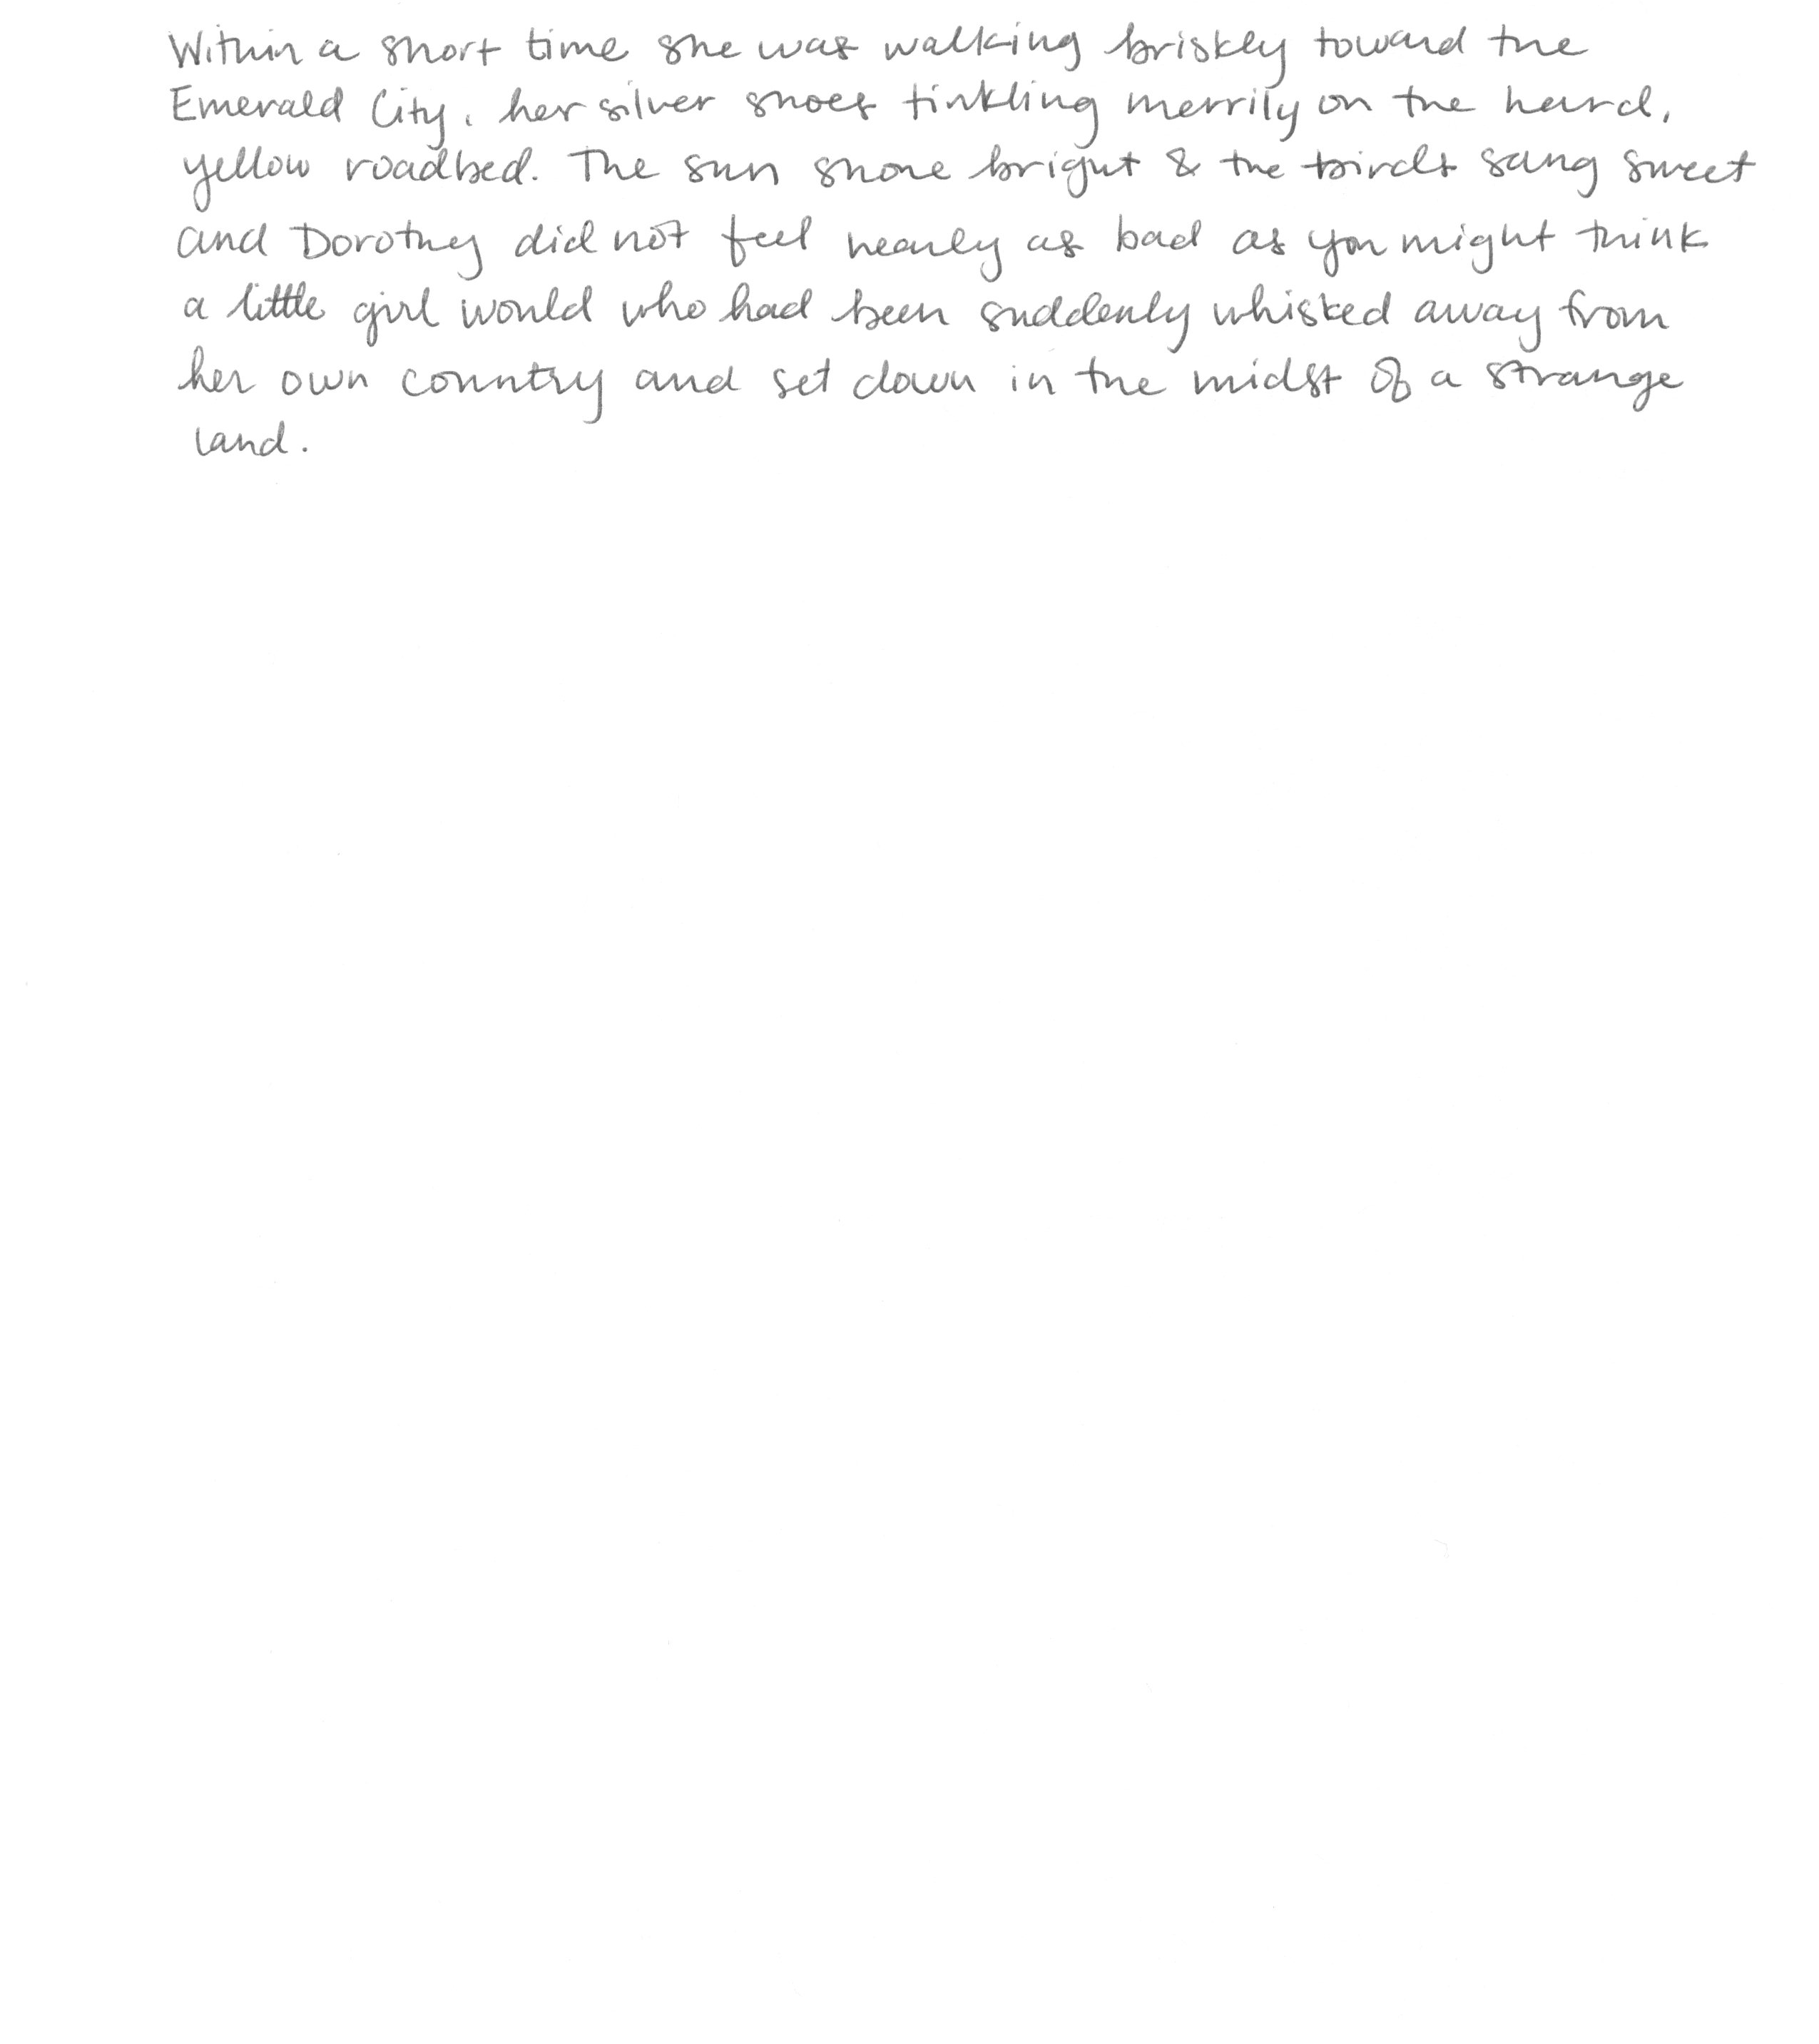 Within a short time she was walking briskly toward the
Emerald City, her silver shoes tinkling merrily on the hard,
yellow roadbed. The sun shone bright & the birds sang sweet
and Dorothy did not feel nearly as bad as you might think
a little girl would who had been suddenly whisked away from
her own country and set down in the midst of a strange
land.